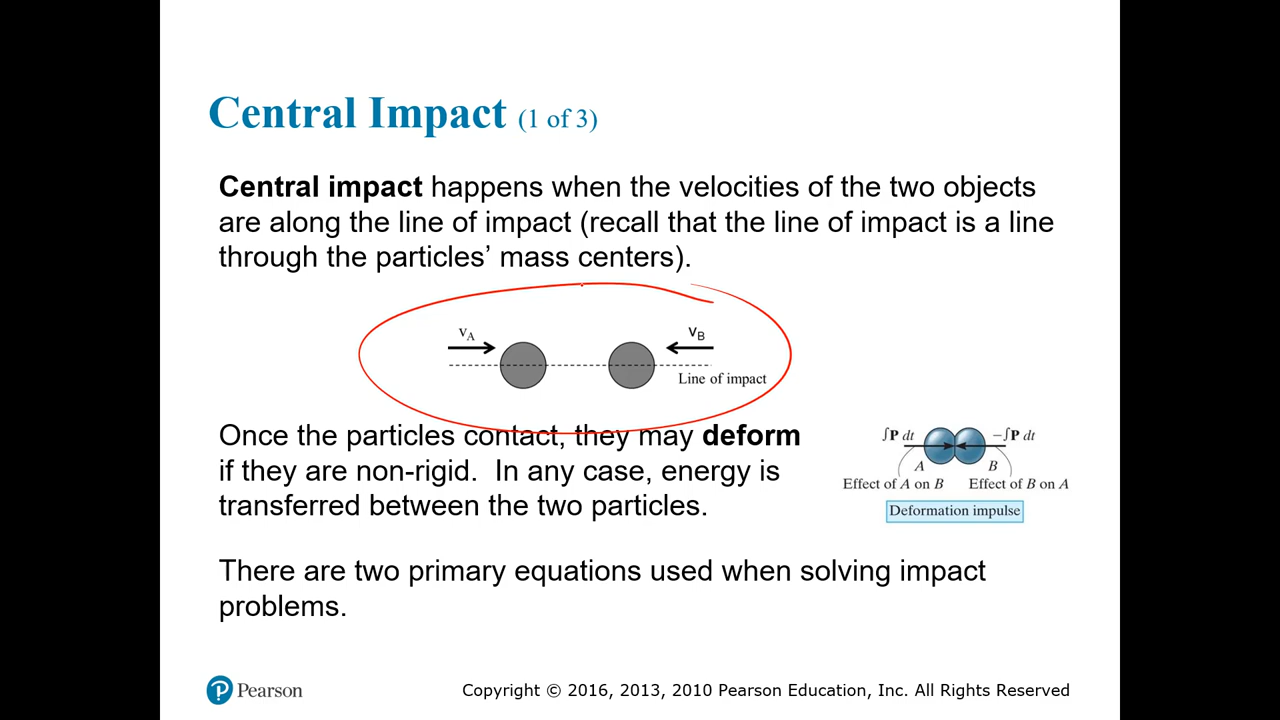 Central Impact (1 of 3)
Central impact happens when the velocities of the two objects
are along the line of impact (recall that the line of impact is a line
through the particles’ mass centers).
vA
vB
Line of impact
Once the particles contact, they may deform
if they are non-rigid. In any case, energy is
transferred between the two particles.
∫P dt
−∫P dt
A
B
Effect of A on B
Effect of B on A
Deformation impulse
There are two primary equations used when solving impact
problems.
Pearson
Copyright © 2016, 2013, 2010 Pearson Education, Inc. All Rights Reserved